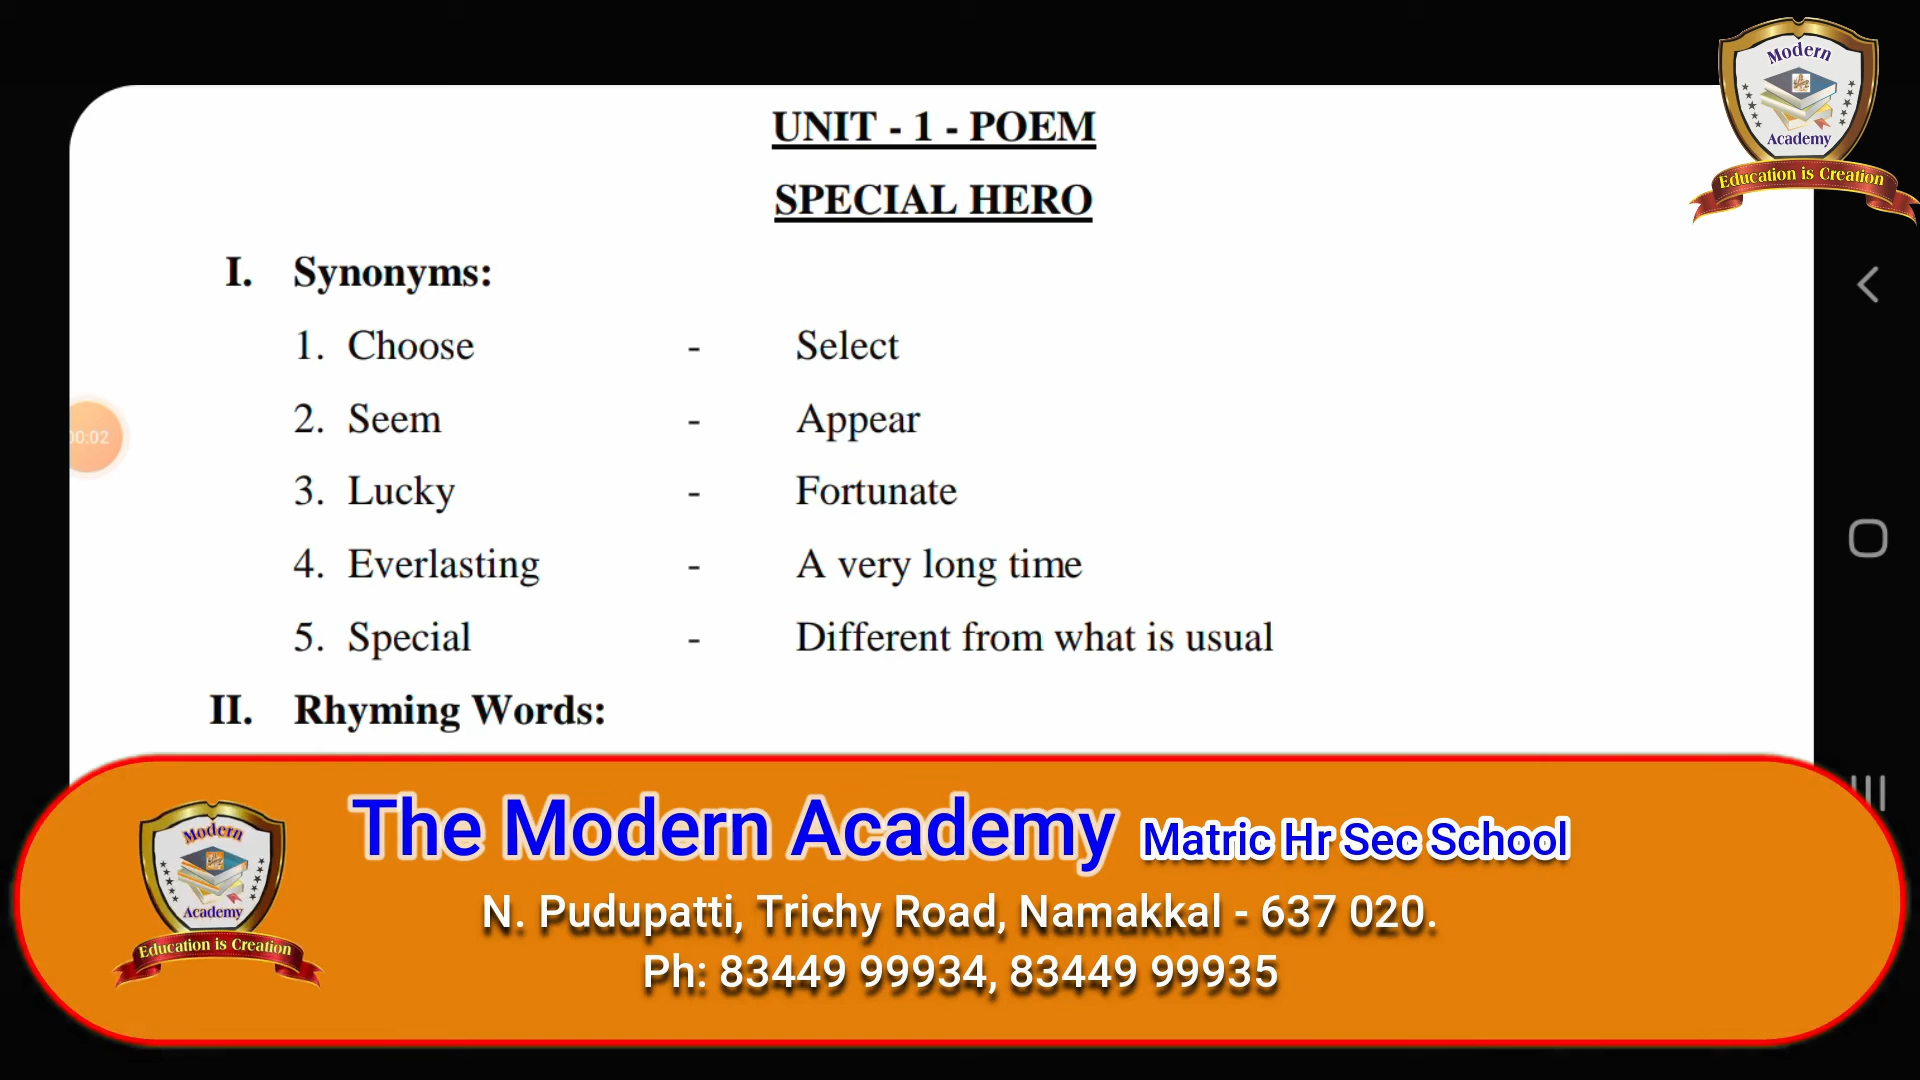 UNIT - 1 - POEM
SPECIAL HERO
I. Synonyms:
1. Choose - Select
2. Seem - Appear
3. Lucky - Fortunate
4. Everlasting - A very long time
5. Special - Different from what is usual
II. Rhyming Words:
00:02
Modern
Academy
Education is Creation
The Modern Academy Matric Hr Sec School
N. Pudupatti, Trichy Road, Namakkal - 637 020.
Ph: 83449 99934, 83449 99935
Modern
Academy
Education is Creation